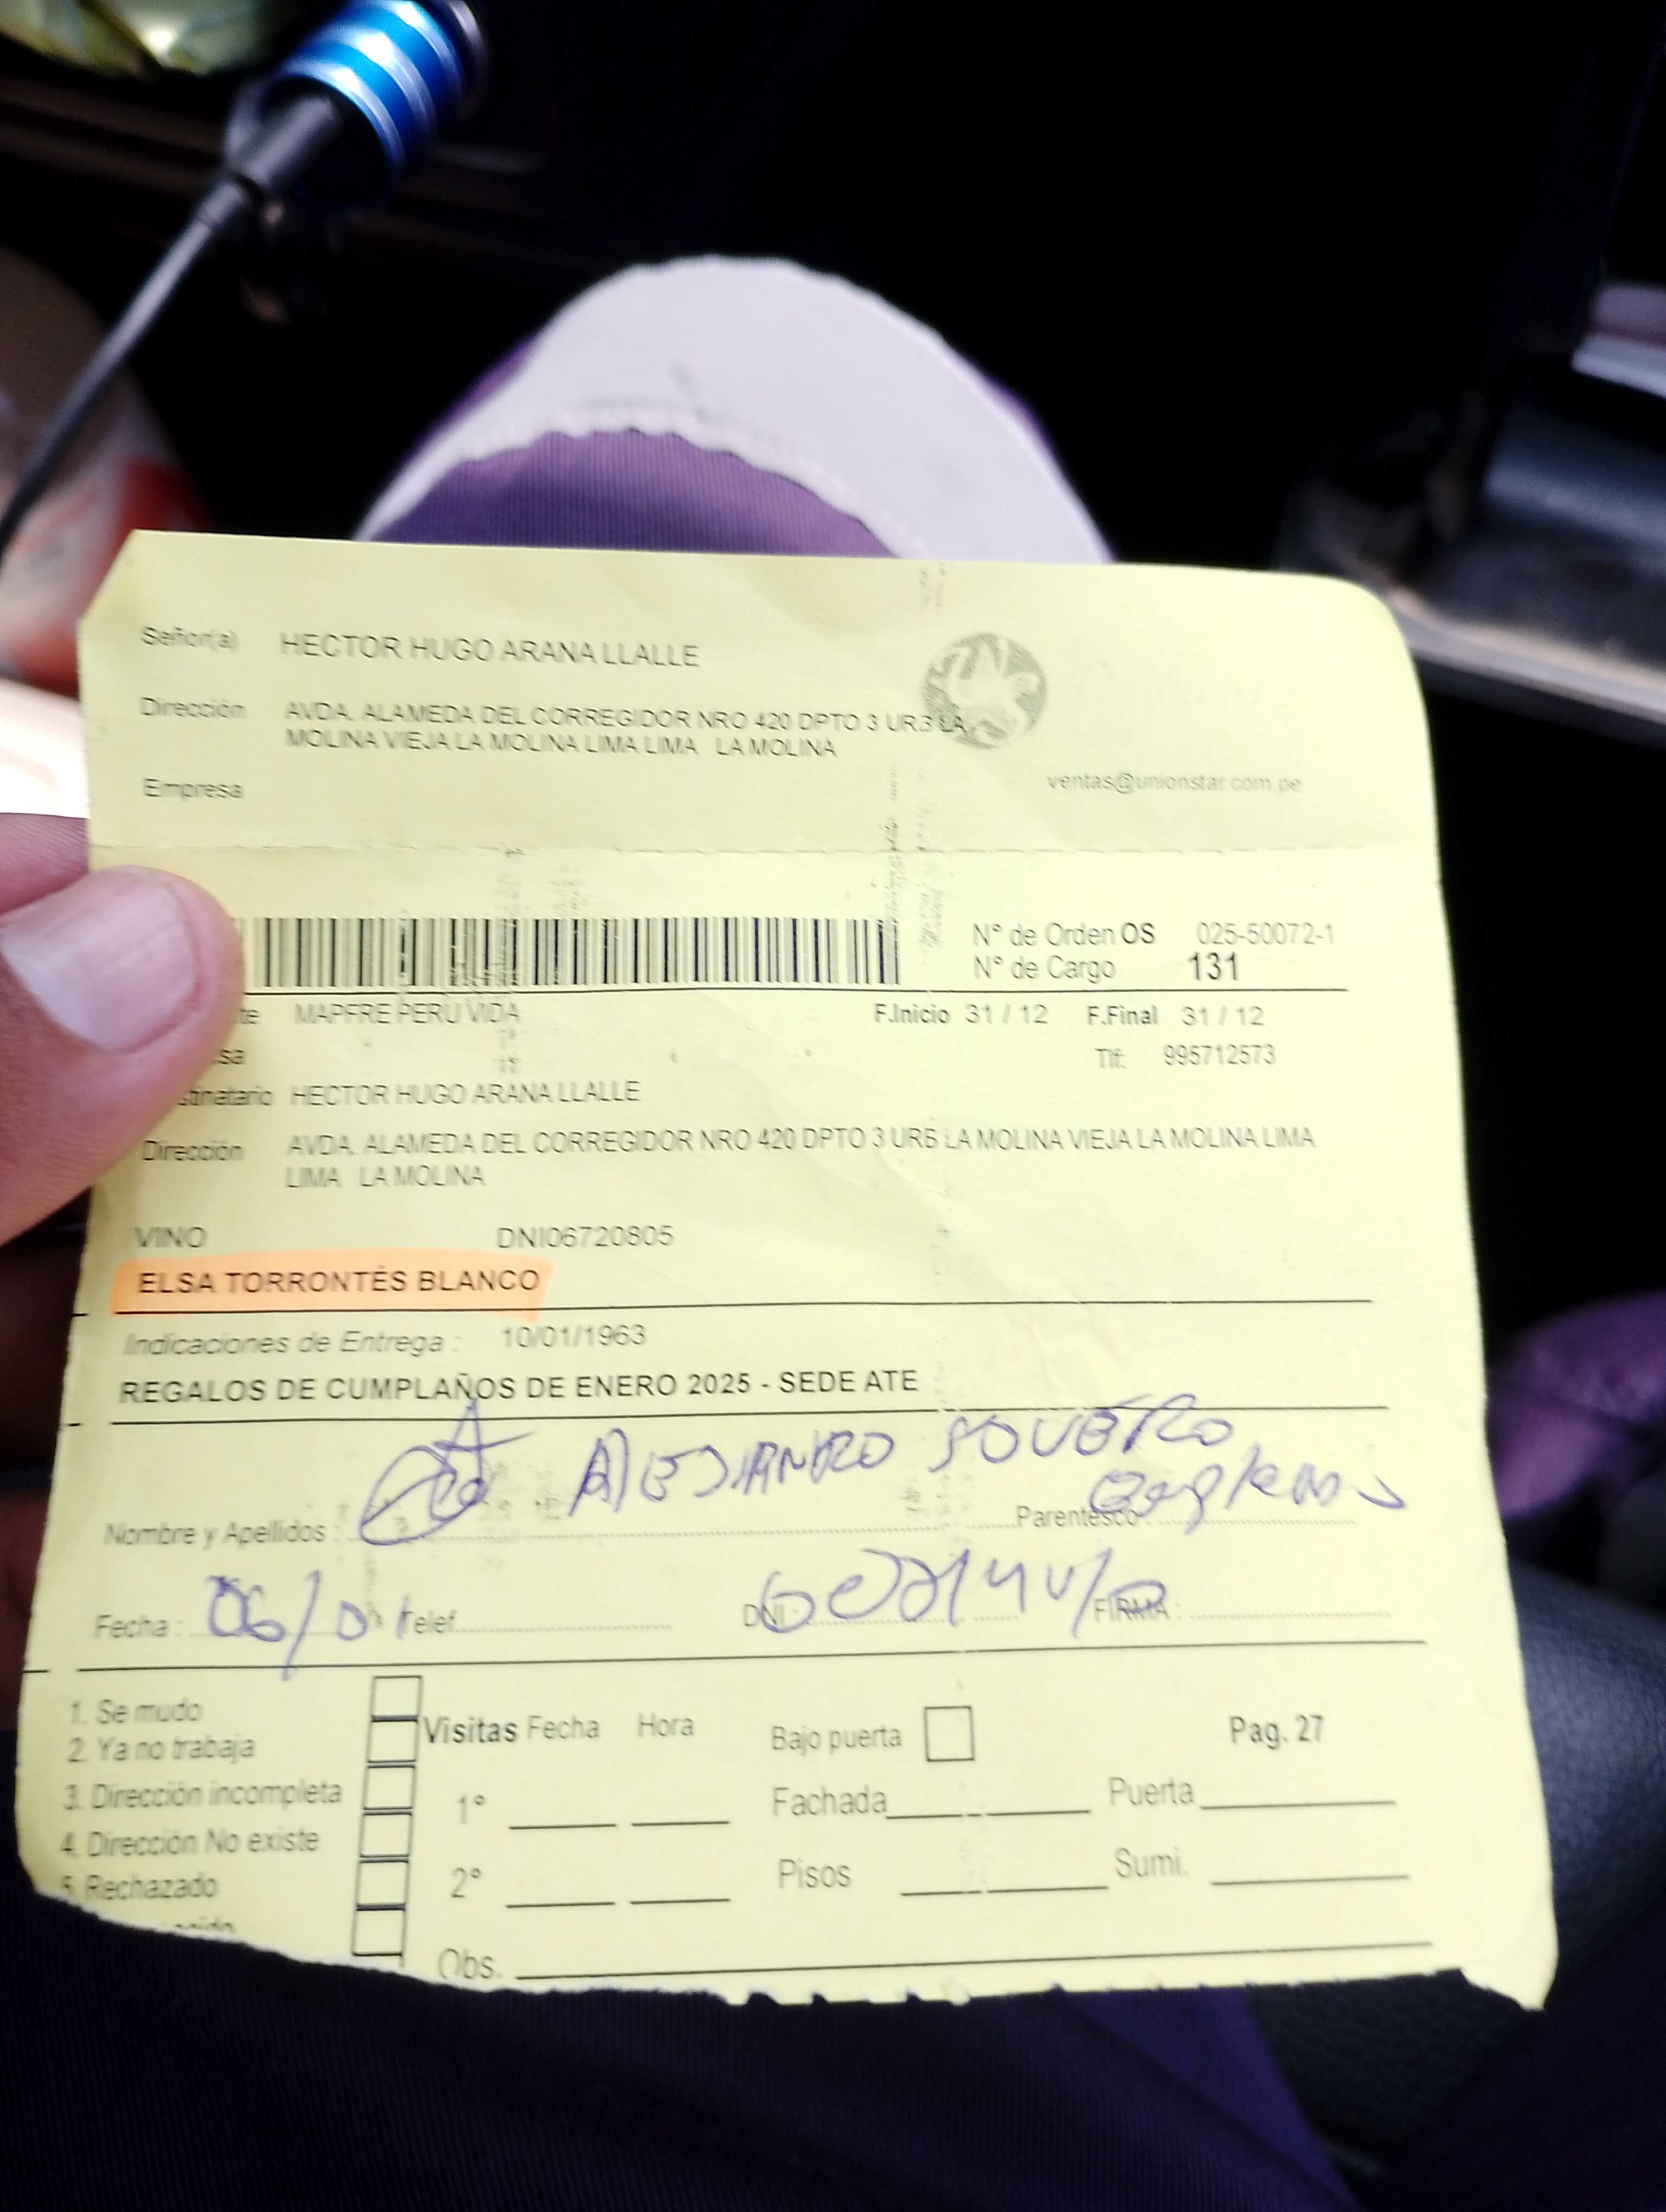 Señor(a) HECTOR HUGO ARANA LLALLE
Dirección AVDA. ALAMEDA DEL CORREGIDOR NRO 420 DPTO 3 URB LA
MOLINA VIEJA LA MOLINA LIMA LIMA LA MOLINA
Empresa
ventas@unionstar.com.pe
N° de Orden OS 025-50072-1
N° de Cargo 131
te MAPFRE PERU VIDA F.Inicio 31 / 12 F.Final 31 / 12
sa Tlf: 995712573
stinatario HECTOR HUGO ARANA LLALLE
Dirección AVDA. ALAMEDA DEL CORREGIDOR NRO 420 DPTO 3 URB LA MOLINA VIEJA LA MOLINA LIMA
LIMA LA MOLINA
VINO DNI06720805
ELSA TORRONTÉS BLANCO
Indicaciones de Entrega : 10/01/1963
REGALOS DE CUMPLAÑOS DE ENERO 2025 - SEDE ATE
ALEJANDRO SOVERO
Nombre y Apellidos : Parentesco :
Fecha : 06/01 Telef. DNI: FIRMA :
1. Se mudo
2. Ya no trabaja
3. Dirección incompleta
4. Dirección No existe
5. Rechazado
Visitas Fecha Hora Bajo puerta Pag. 27
1° Fachada Puerta
2° Pisos Sumi.
Obs.